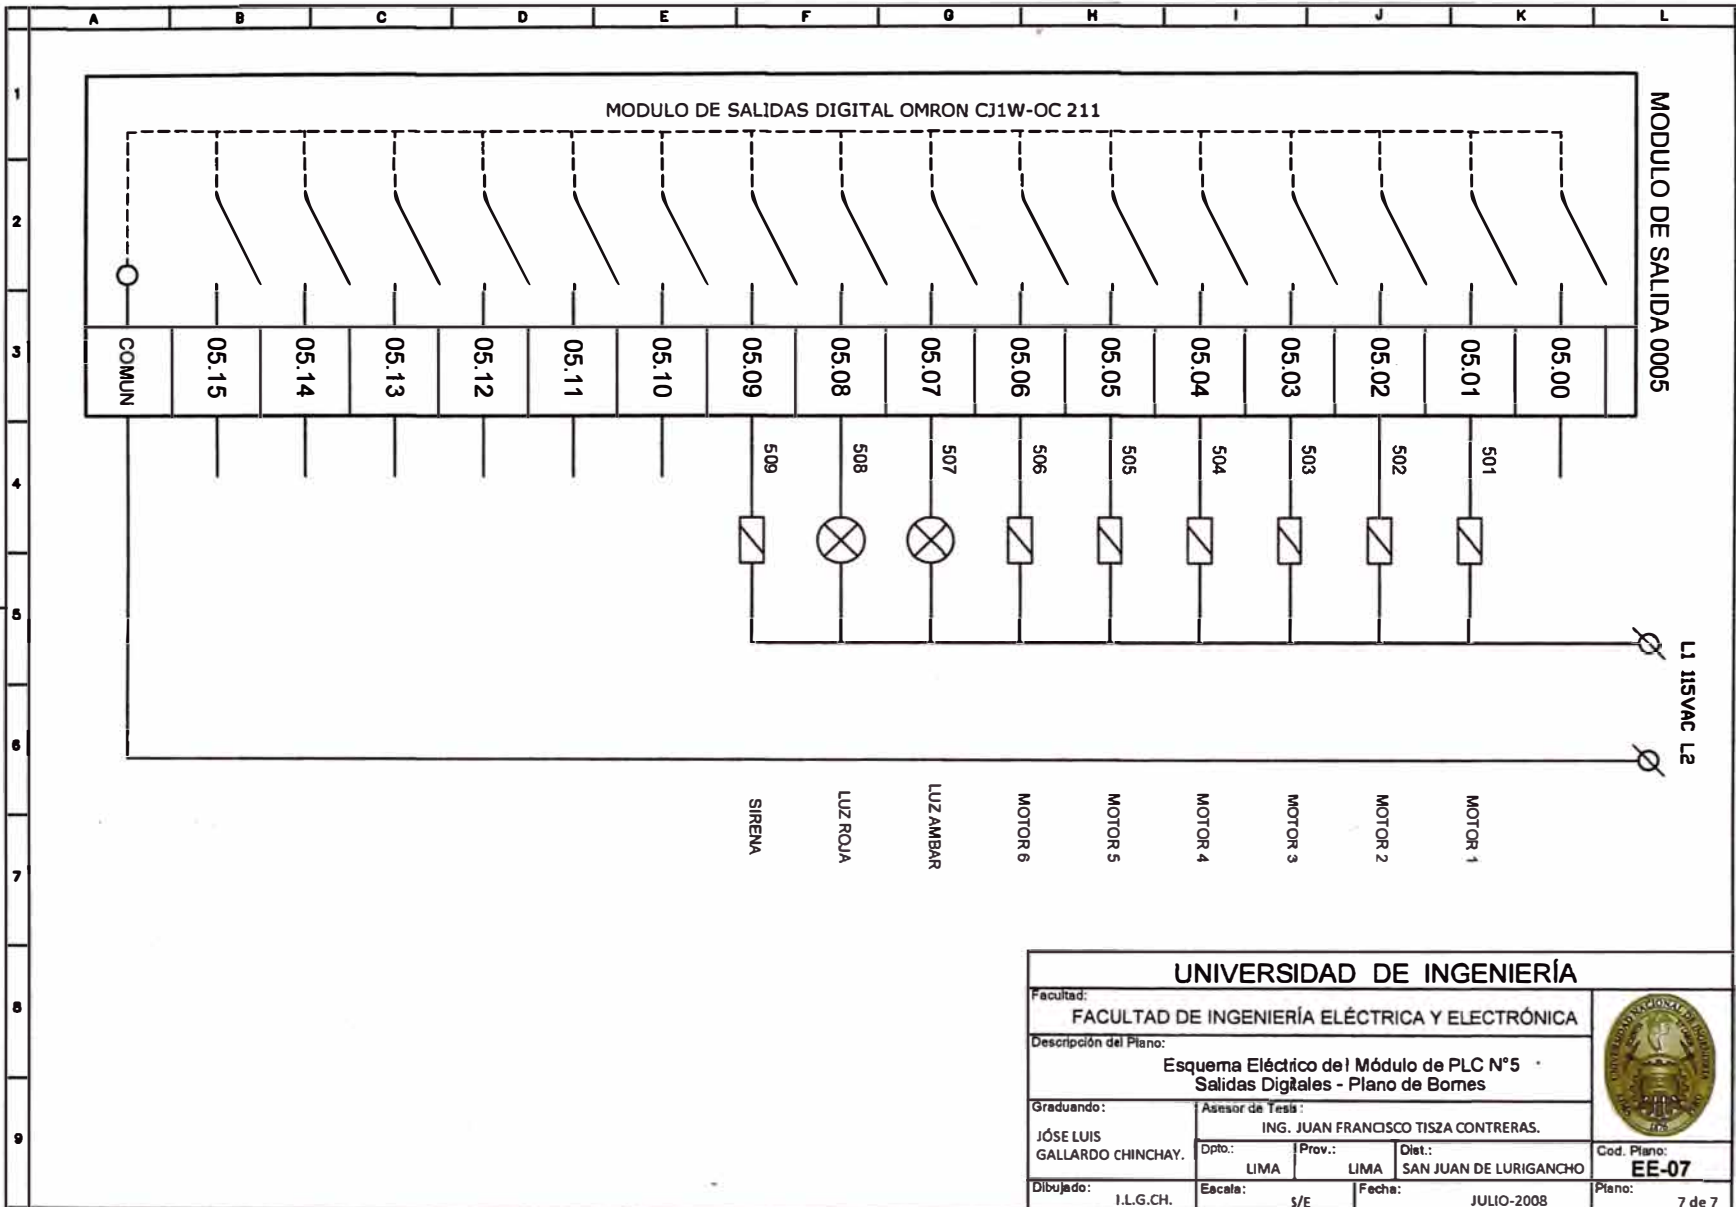 A B C D E F G H I J K L
1
2
3
4
5
6
7
8
9
MODULO DE SALIDAS DIGITAL OMRON CJ1W-OC 211
MODULO DE SALIDA 0005
COMUN 05.15 05.14 05.13 05.12 05.11 05.10 05.09 05.08 05.07 05.06 05.05 05.04 05.03 05.02 05.01 05.00
509 508 507 506 505 504 503 502 501
L1 115VAC L2
SIRENA
LUZ ROJA
LUZ AMBAR
MOTOR 6
MOTOR 5
MOTOR 4
MOTOR 3
MOTOR 2
MOTOR 1
UNIVERSIDAD DE INGENIERÍA
Facultad:
FACULTAD DE INGENIERÍA ELÉCTRICA Y ELECTRÓNICA
Descripción del Plano:
Esquema Eléctrico del Módulo de PLC N°5
Salidas Digitales - Plano de Bornes
Graduando:
JÓSE LUIS
GALLARDO CHINCHAY.
Asesor de Tesis:
ING. JUAN FRANCISCO TISZA CONTRERAS.
Dpto.:
LIMA
Prov.:
LIMA
Dist.:
SAN JUAN DE LURIGANCHO
Cod. Plano:
EE-07
Dibujado:
J.L.G.CH.
Escala:
S/E
Fecha:
JULIO-2008
Plano:
7 de 7
UNIVERSIDAD NACIONAL DE INGENIERIA
1876